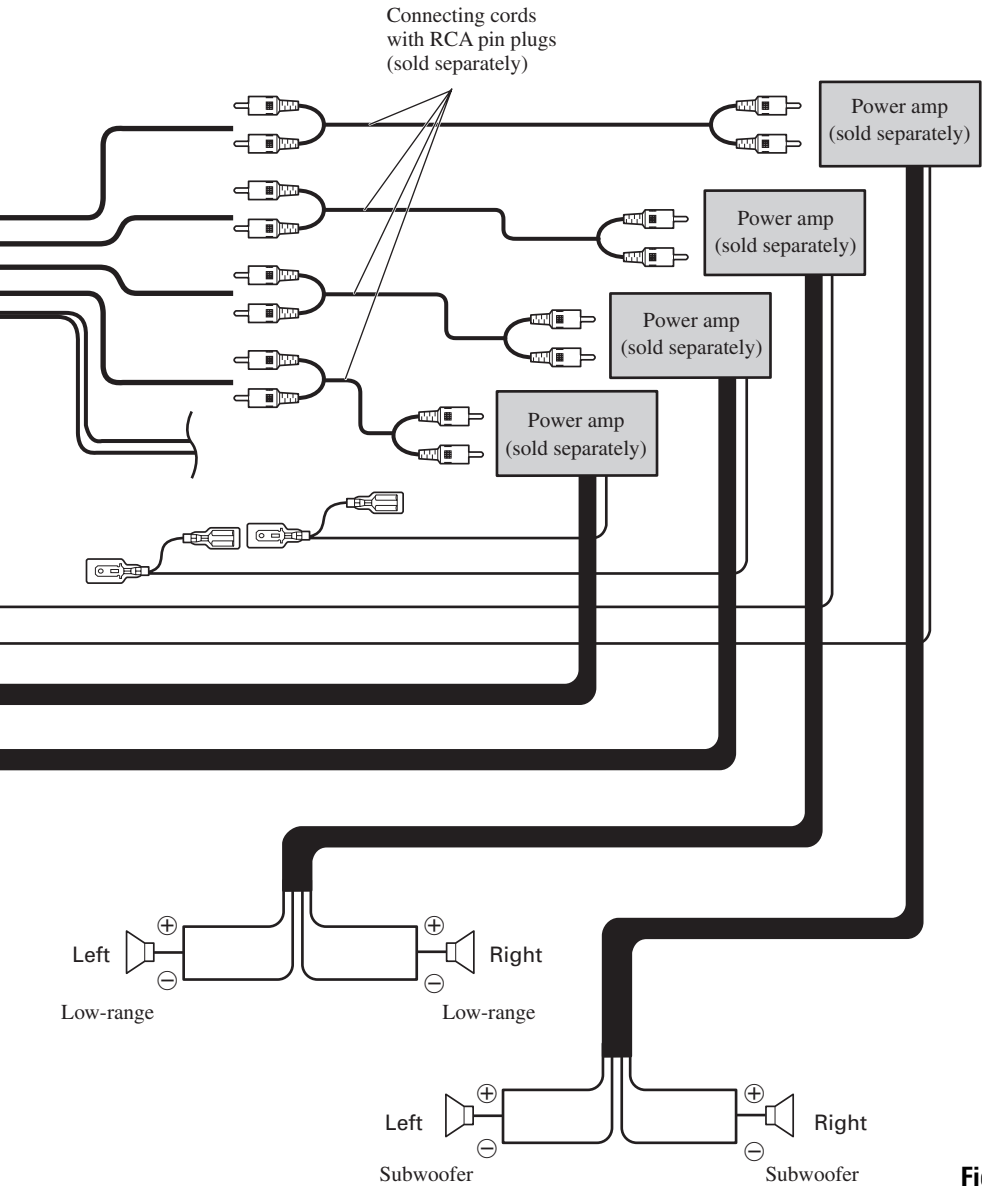 Connecting cords
with RCA pin plugs
(sold separately)
Power amp
(sold separately)
Power amp
(sold separately)
Power amp
(sold separately)
Power amp
(sold separately)
⊕
⊕
Left
Right
⊖
⊖
Low-range
Low-range
⊕
⊕
Left
Right
⊖
⊖
Subwoofer
Subwoofer